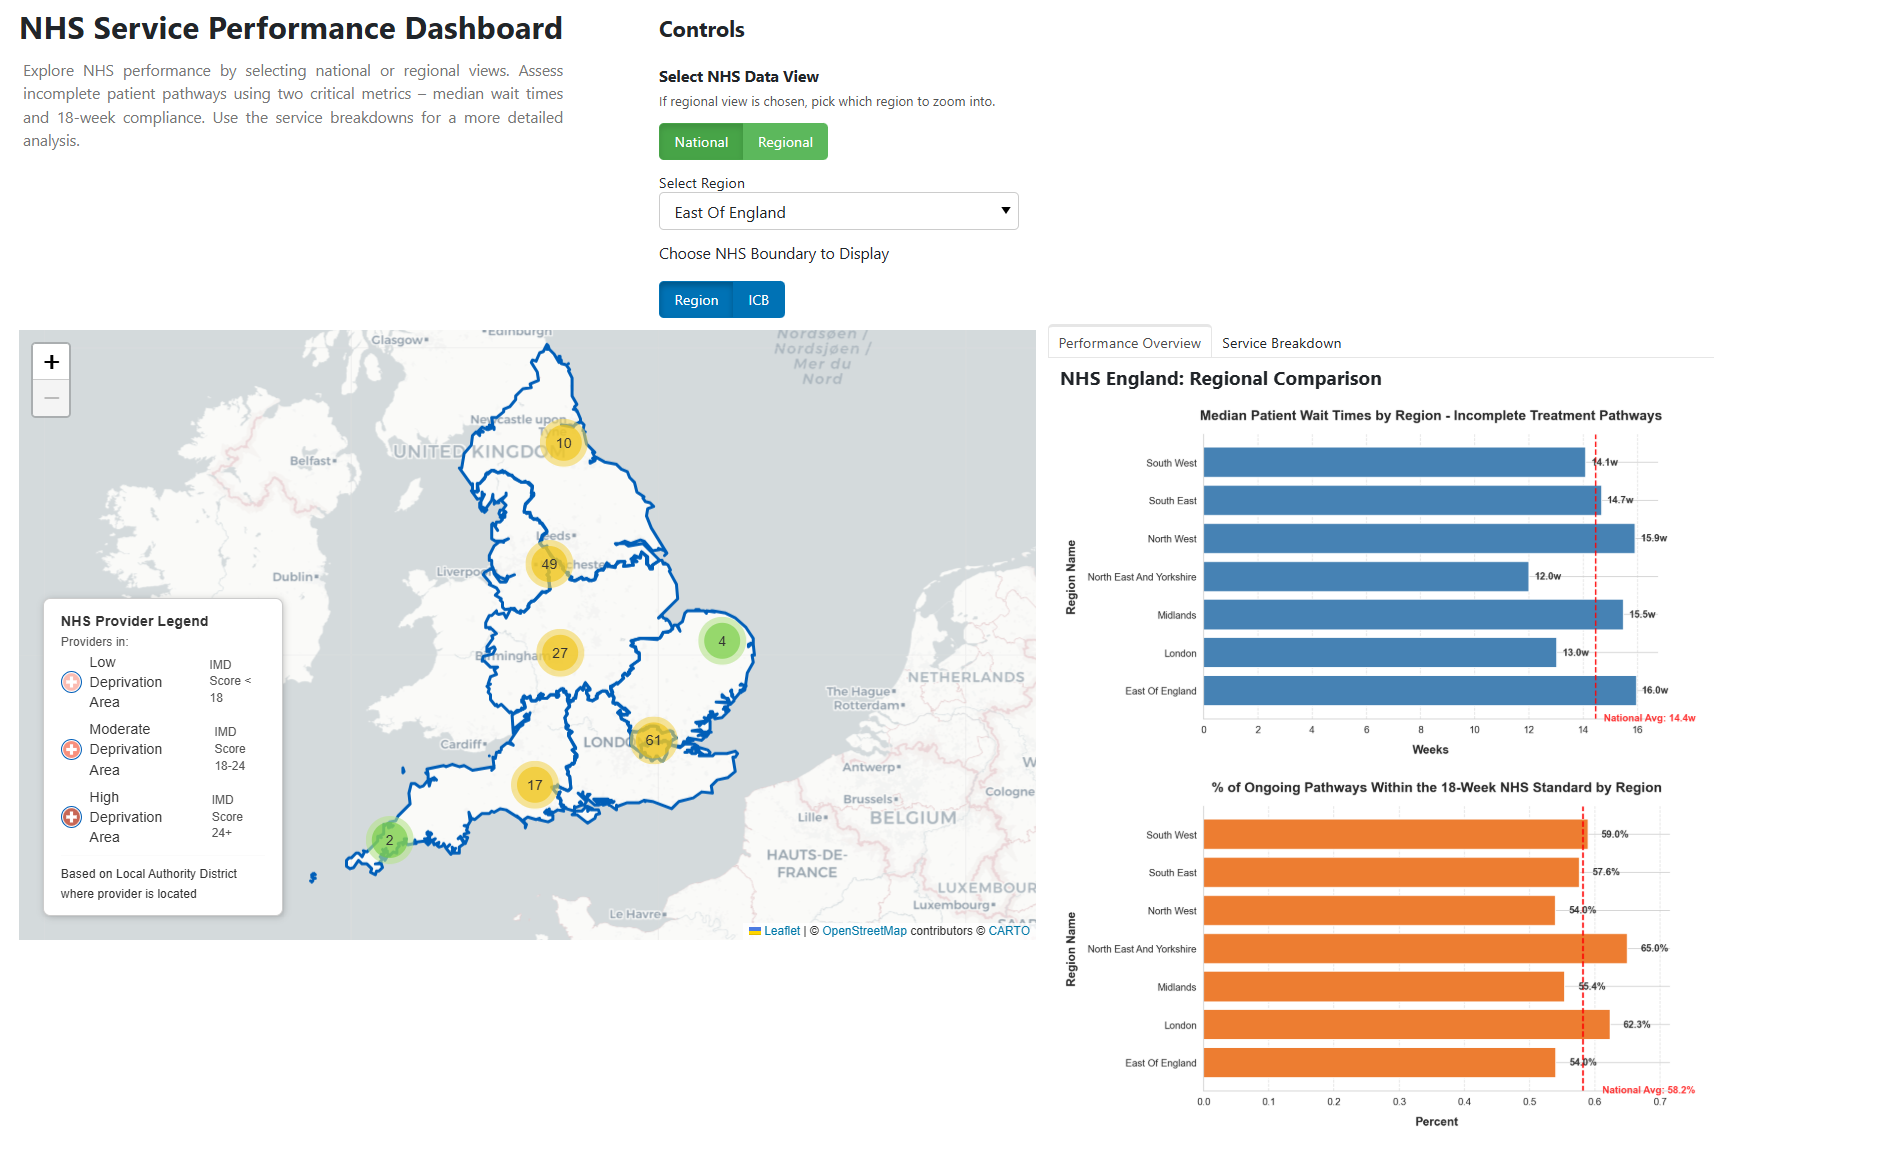 NHS Service Performance Dashboard
Explore NHS performance by selecting national or regional views. Assess
incomplete patient pathways using two critical metrics – median wait times
and 18-week compliance. Use the service breakdowns for a more detailed
analysis.
Controls
Select NHS Data View
If regional view is chosen, pick which region to zoom into.
National Regional
Select Region
East Of England
Choose NHS Boundary to Display
Region ICB
+
−
Edinburgh
Glasgow
Nordsøen /
Nordsjøen /
Mer du
Nord
Newcastle upon
10
UNITED KINGDOM
Belfast
Leeds
49
Liverpo
Dublin
4
27
Birmingham
NETHERLANDS
The Hague
Rotterdam
61
LONDO
Cardiff
Antwerp
17
Brussels
Cologne
Lille
BELGIUM
2
HAUTS-DE-
FRANCE
LUXEMBOUR
Luxembourg
Le Havre
NHS Provider Legend
Providers in:
Low
Deprivation
Area
IMD
Score <
18
Moderate
Deprivation
Area
IMD
Score
18-24
High
Deprivation
Area
IMD
Score
24+
Based on Local Authority District
where provider is located
Leaflet | © OpenStreetMap contributors © CARTO
Performance Overview Service Breakdown
NHS England: Regional Comparison
Median Patient Wait Times by Region - Incomplete Treatment Pathways
Region Name
South West 14.1w
South East 14.7w
North West 15.9w
North East And Yorkshire 12.0w
Midlands 15.5w
London 13.0w
East Of England 16.0w
National Avg: 14.4w
0 2 4 6 8 10 12 14 16
Weeks
% of Ongoing Pathways Within the 18-Week NHS Standard by Region
Region Name
South West 59.0%
South East 57.6%
North West 54.0%
North East And Yorkshire 65.0%
Midlands 55.4%
London 62.3%
East Of England 54.0%
National Avg: 58.2%
0.0 0.1 0.2 0.3 0.4 0.5 0.6 0.7
Percent